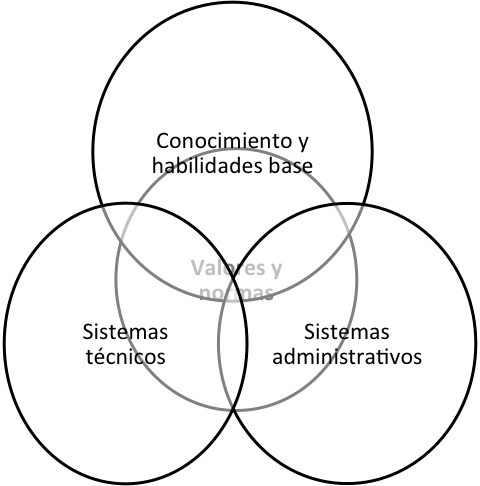 Conocimiento y
habilidades base
Valores y
normas
Sistemas
técnicos
Sistemas
administrativos